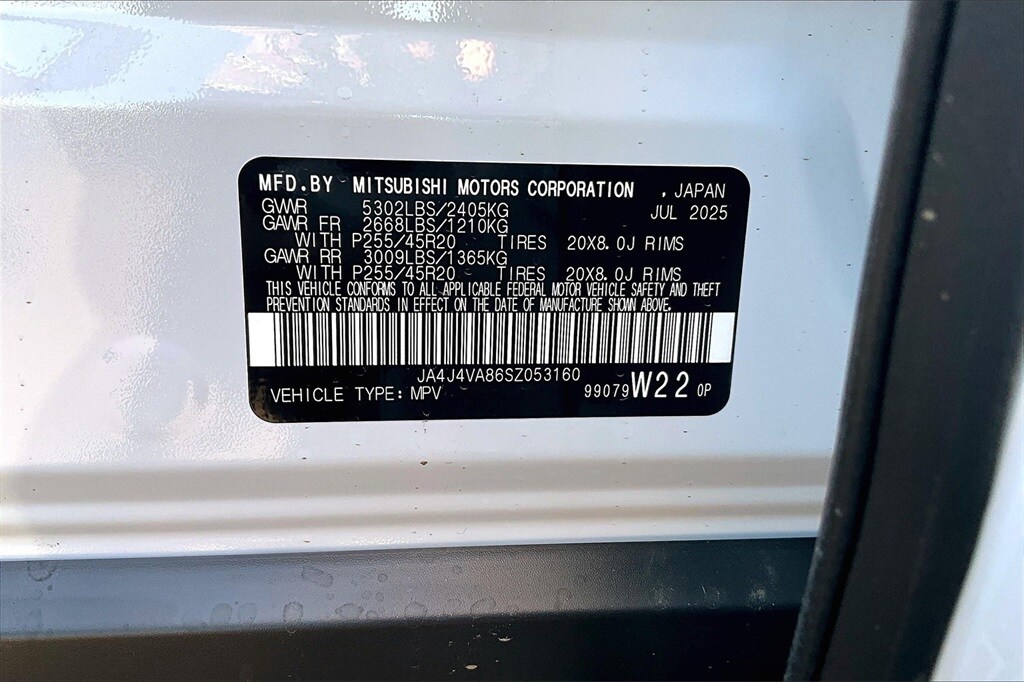 MFD.BY MITSUBISHI MOTORS CORPORATION . JAPAN
GWWR 5302LBS/2405KG JUL 2025
GAWR FR 2668LBS/1210KG
WITH P255/45R20 TIRES 20X8.0J RIMS
GAWR RR 3009LBS/1365KG
WITH P255/45R20 TIRES 20X8.0J RIMS
THIS VEHICLE CONFORMS TO ALL APPLICABLE FEDERAL MOTOR VEHICLE SAFETY AND THEFT
PREVENTION STANDARDS IN EFFECT ON THE DATE OF MANUFACTURE SHOWN ABOVE.
JA4J4VA86SZ053160
VEHICLE TYPE: MPV 99079 W22 0P